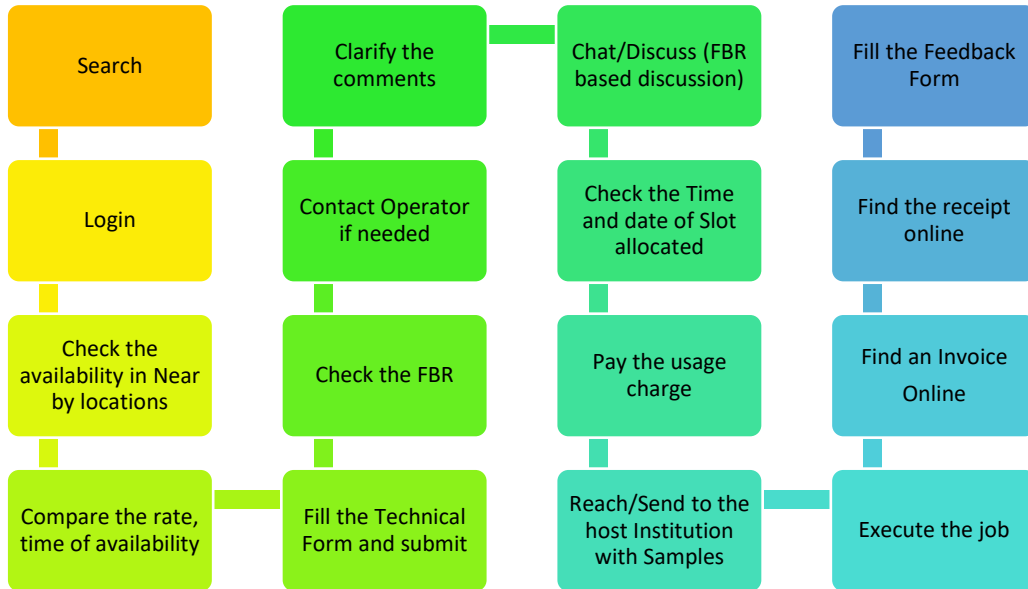 Search
Login
Check the
availability in Near
by locations
Compare the rate,
time of availability
Fill the Technical
Form and submit
Check the FBR
Contact Operator
if needed
Clarify the
comments
Chat/Discuss (FBR
based discussion)
Check the Time
and date of Slot
allocated
Pay the usage
charge
Reach/Send to the
host Institution
with Samples
Execute the job
Find an Invoice
Online
Find the receipt
online
Fill the Feedback
Form